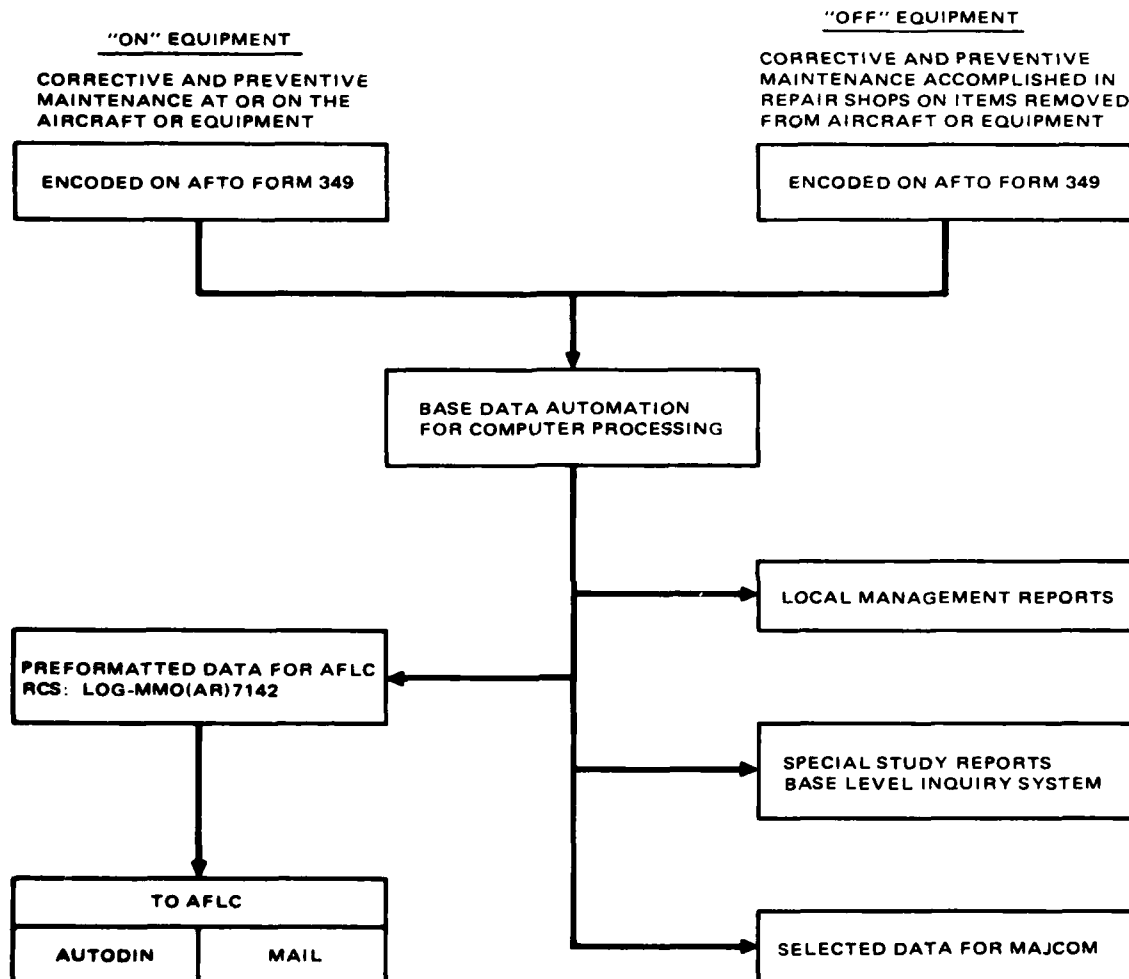 "ON" EQUIPMENT
CORRECTIVE AND PREVENTIVE
MAINTENANCE AT OR ON THE
AIRCRAFT OR EQUIPMENT
ENCODED ON AFTO FORM 349
"OFF" EQUIPMENT
CORRECTIVE AND PREVENTIVE
MAINTENANCE ACCOMPLISHED IN
REPAIR SHOPS ON ITEMS REMOVED
FROM AIRCRAFT OR EQUIPMENT
ENCODED ON AFTO FORM 349
BASE DATA AUTOMATION
FOR COMPUTER PROCESSING
LOCAL MANAGEMENT REPORTS
PREFORMATTED DATA FOR AFLC
RCS: LOG-MMO(AR)7142
SPECIAL STUDY REPORTS
BASE LEVEL INQUIRY SYSTEM
TO AFLC
AUTODIN
MAIL
SELECTED DATA FOR MAJCOM